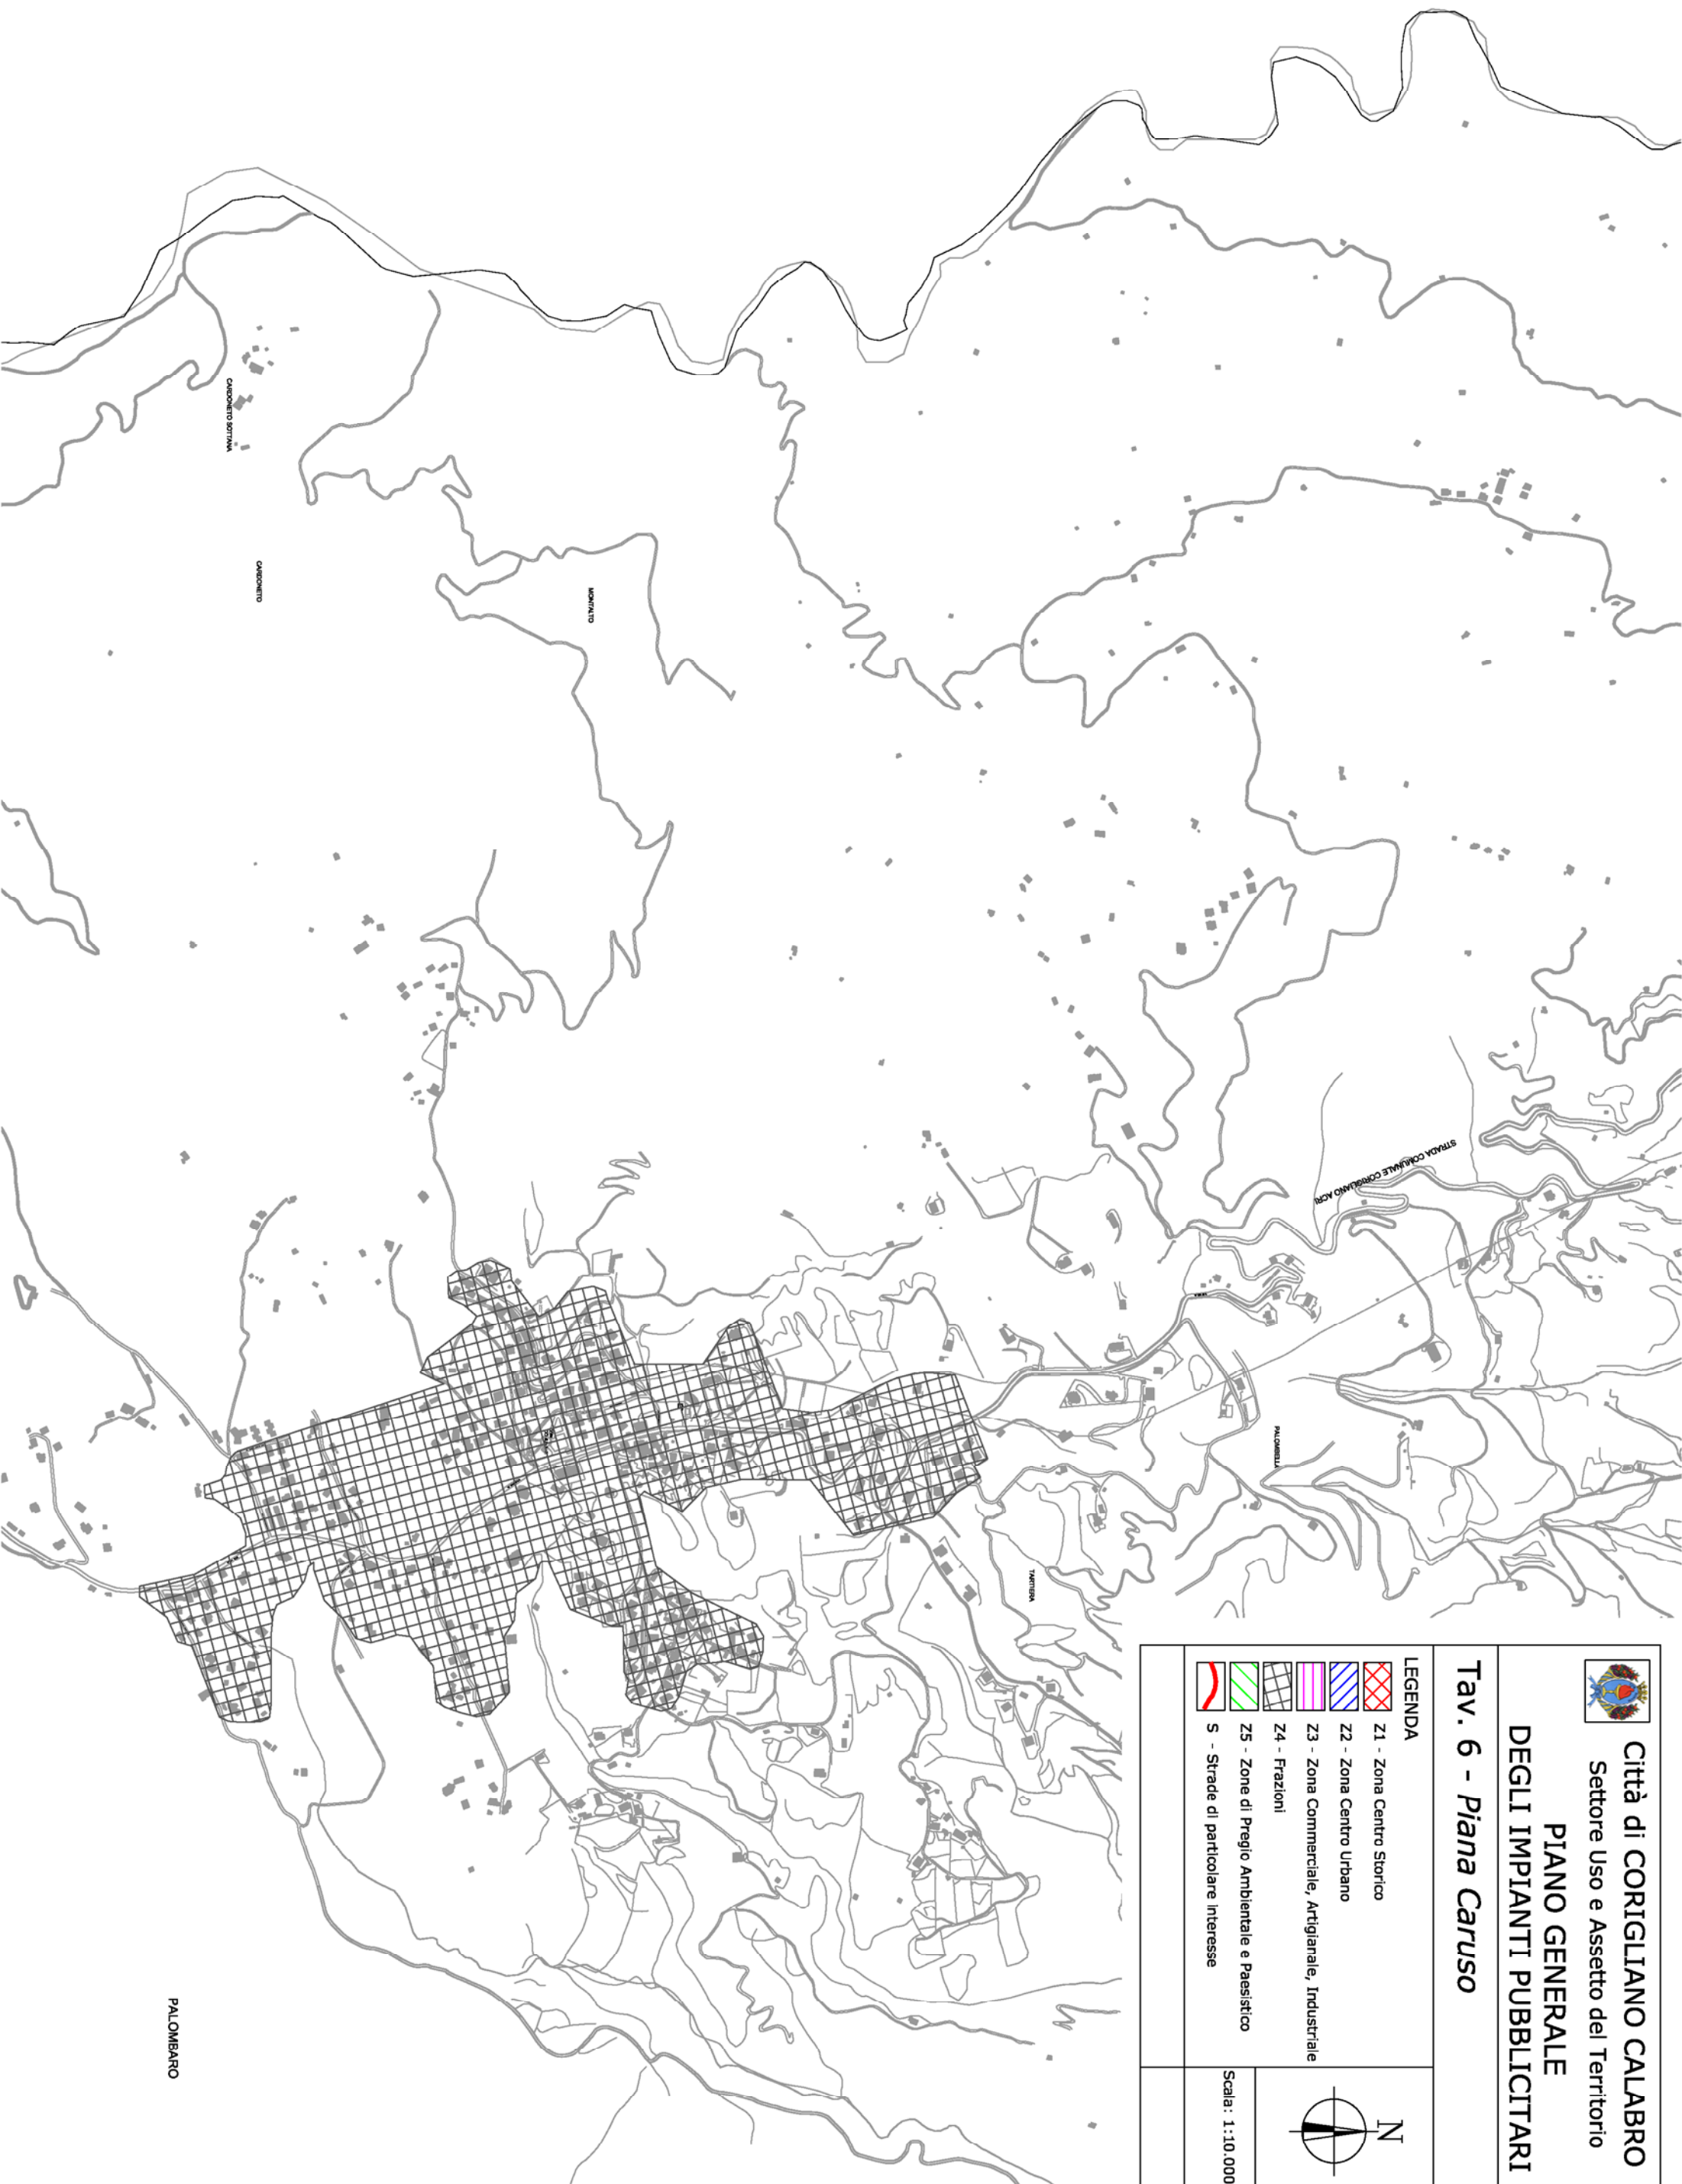 Città di CORIGLIANO CALABRO
Settore Uso e Assetto del Territorio
PIANO GENERALE
DEGLI IMPIANTI PUBBLICITARI
Tav. 6 - Piana Caruso
LEGENDA
Z1 - Zona Centro Storico
Z2 - Zona Centro Urbano
Z3 - Zona Commerciale, Artigianale, Industriale
Z4 - Frazioni
Z5 - Zone di Pregio Ambientale e Paesistico
S - Strade di particolare interesse
N
Scala: 1:10.000
STRADA COMUNALE CORIGLIANO ACRI
PALOMBELLA
TARTIERA
MONTALTO
CARDONETO
CARDONETO SOTTANA
PALOMBARO